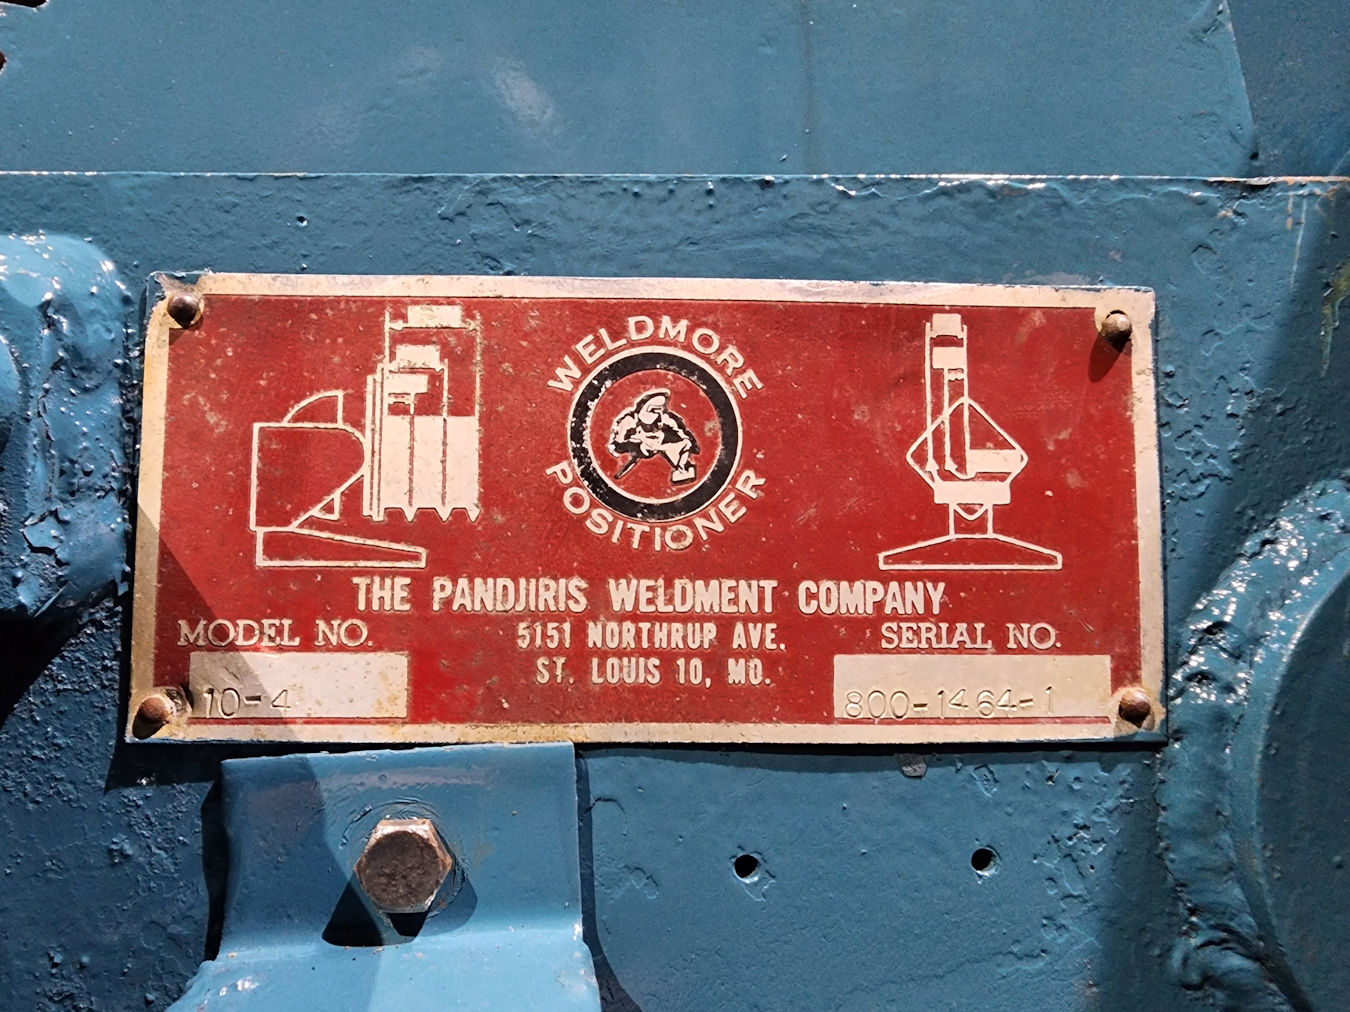 WELDMORE
POSITIONER
THE PANDJIRIS WELDMENT COMPANY
5151 NORTHRUP AVE.
ST. LOUIS 10, MO.
MODEL NO.
10-4
SERIAL NO.
800-1464-1